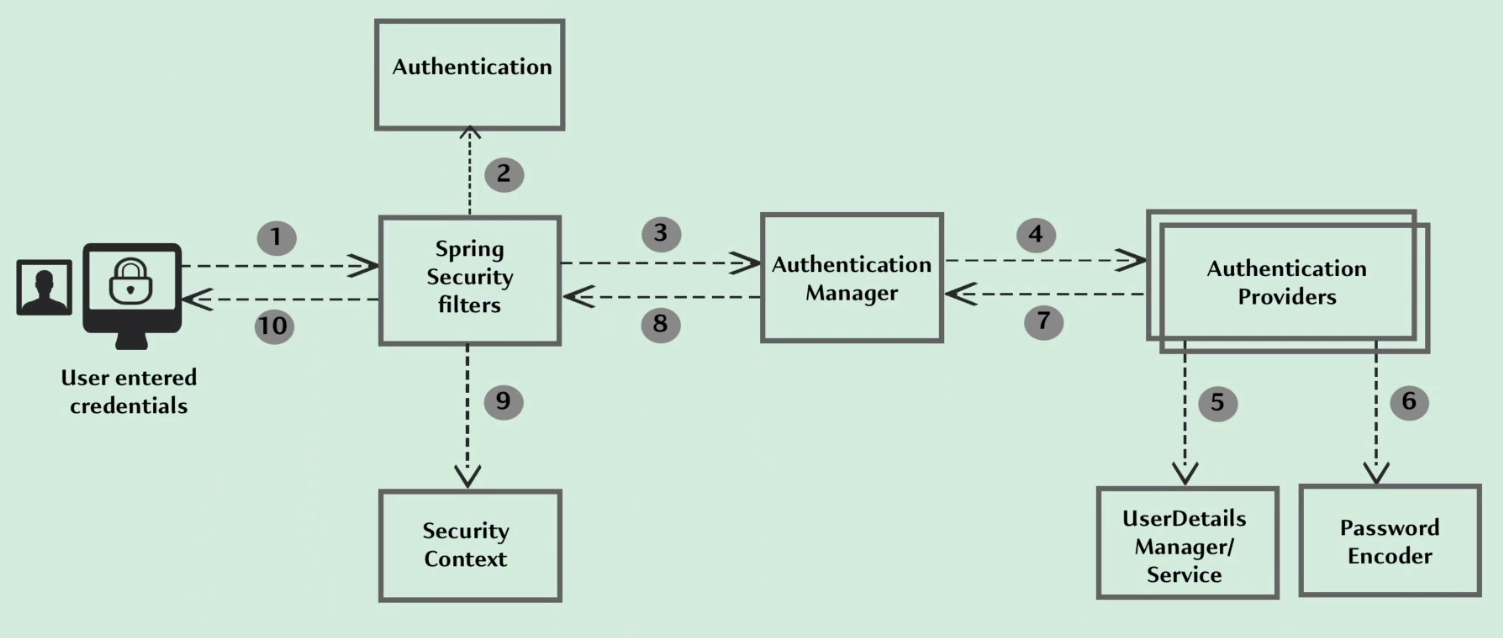 Authentication
2
1
3
4
Spring
Security
filters
Authentication
Manager
Authentication
Providers
10
8
7
User entered
credentials
9
5
6
Security
Context
UserDetails
Manager/
Service
Password
Encoder